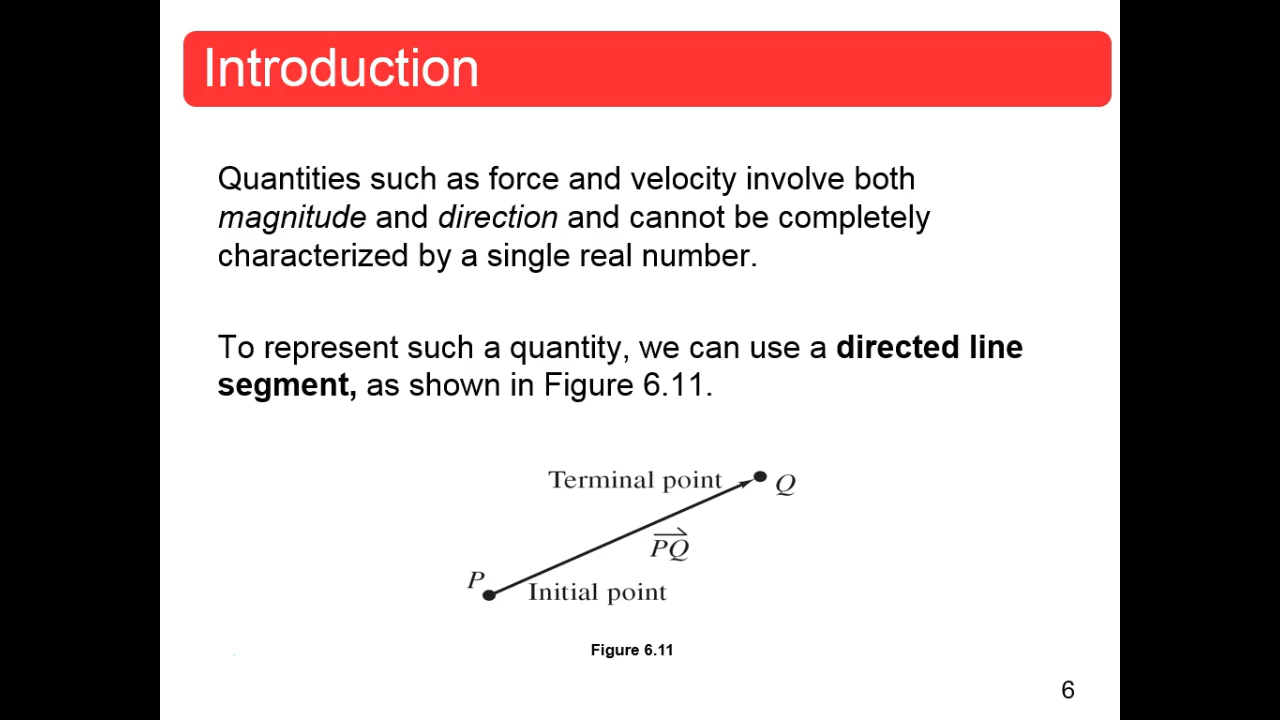 Introduction
Quantities such as force and velocity involve both
magnitude and direction and cannot be completely
characterized by a single real number.
To represent such a quantity, we can use a directed line
segment, as shown in Figure 6.11.
Terminal point
Q
PQ
P
Initial point
Figure 6.11
6